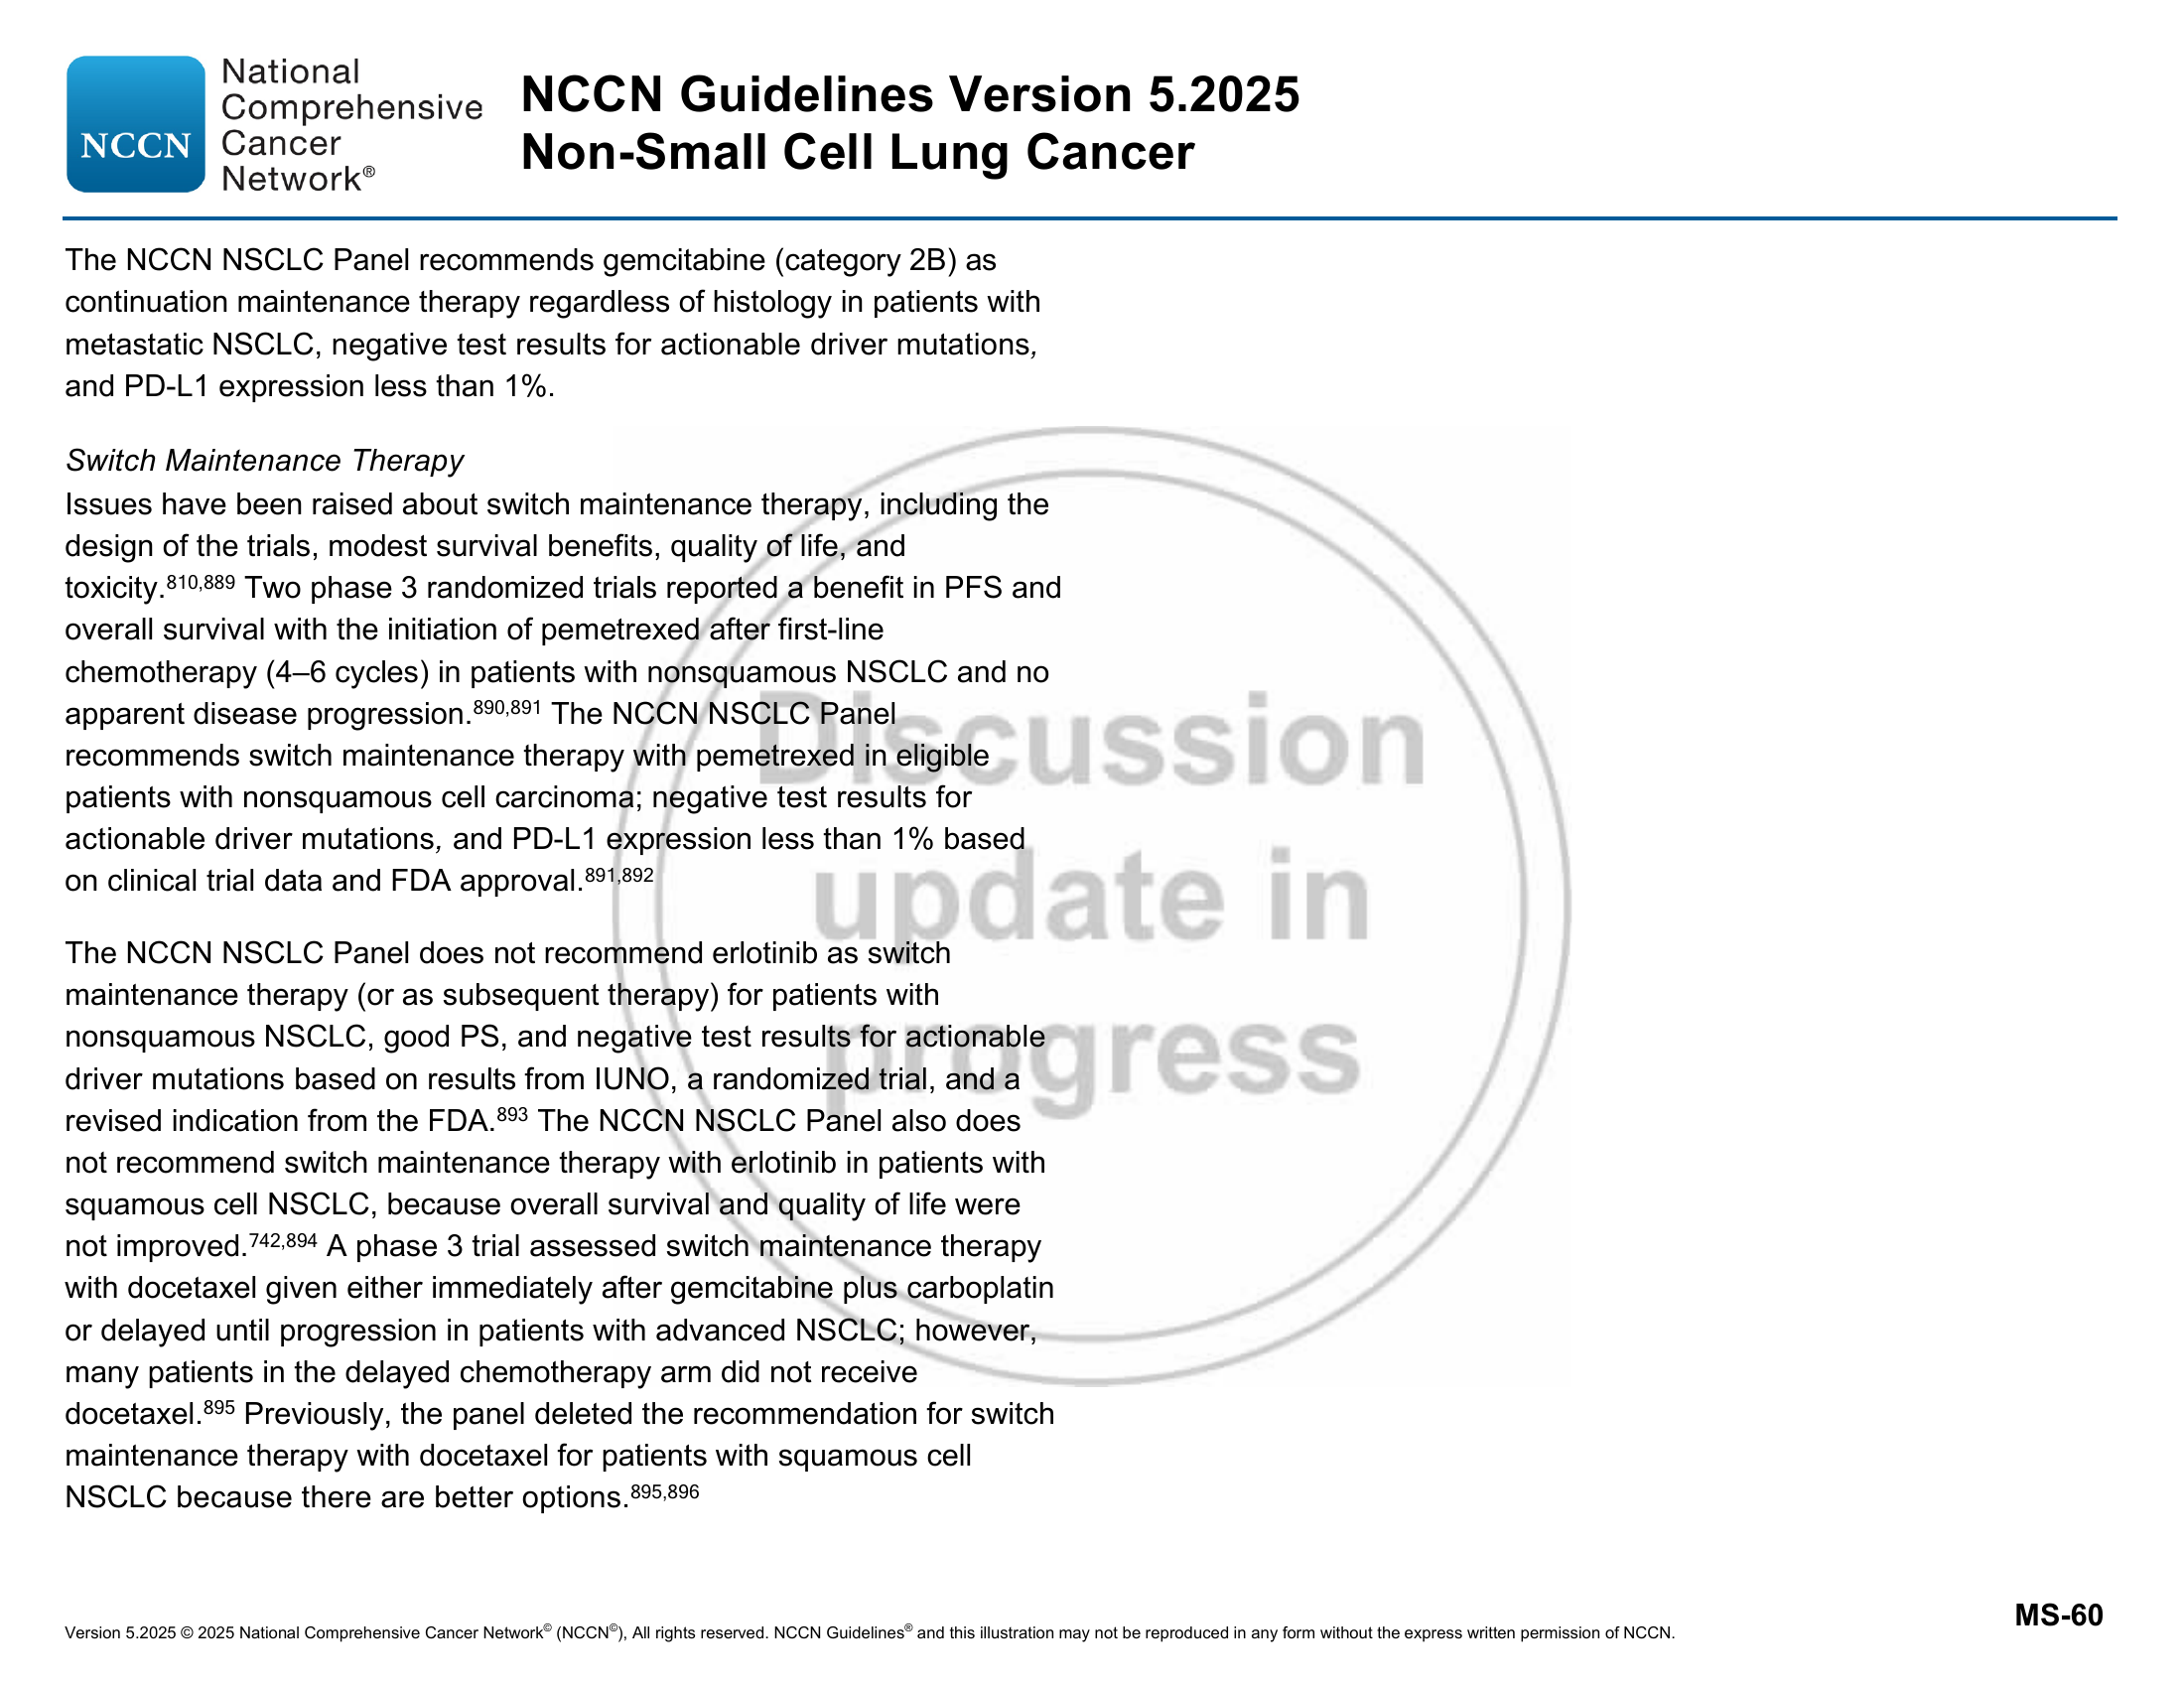 NCCN
National
Comprehensive
Cancer
Network®
NCCN Guidelines Version 5.2025
Non-Small Cell Lung Cancer
The NCCN NSCLC Panel recommends gemcitabine (category 2B) as
continuation maintenance therapy regardless of histology in patients with
metastatic NSCLC, negative test results for actionable driver mutations,
and PD-L1 expression less than 1%.
Switch Maintenance Therapy
Issues have been raised about switch maintenance therapy, including the
design of the trials, modest survival benefits, quality of life, and
toxicity.810,889 Two phase 3 randomized trials reported a benefit in PFS and
overall survival with the initiation of pemetrexed after first-line
chemotherapy (4–6 cycles) in patients with nonsquamous NSCLC and no
apparent disease progression.890,891 The NCCN NSCLC Panel
recommends switch maintenance therapy with pemetrexed in eligible
patients with nonsquamous cell carcinoma; negative test results for
actionable driver mutations, and PD-L1 expression less than 1% based
on clinical trial data and FDA approval.891,892
The NCCN NSCLC Panel does not recommend erlotinib as switch
maintenance therapy (or as subsequent therapy) for patients with
nonsquamous NSCLC, good PS, and negative test results for actionable
driver mutations based on results from IUNO, a randomized trial, and a
revised indication from the FDA.893 The NCCN NSCLC Panel also does
not recommend switch maintenance therapy with erlotinib in patients with
squamous cell NSCLC, because overall survival and quality of life were
not improved.742,894 A phase 3 trial assessed switch maintenance therapy
with docetaxel given either immediately after gemcitabine plus carboplatin
or delayed until progression in patients with advanced NSCLC; however,
many patients in the delayed chemotherapy arm did not receive
docetaxel.895 Previously, the panel deleted the recommendation for switch
maintenance therapy with docetaxel for patients with squamous cell
NSCLC because there are better options.895,896
Discussion
update in
progress
MS-60
Version 5.2025 © 2025 National Comprehensive Cancer Network© (NCCN©), All rights reserved. NCCN Guidelines® and this illustration may not be reproduced in any form without the express written permission of NCCN.